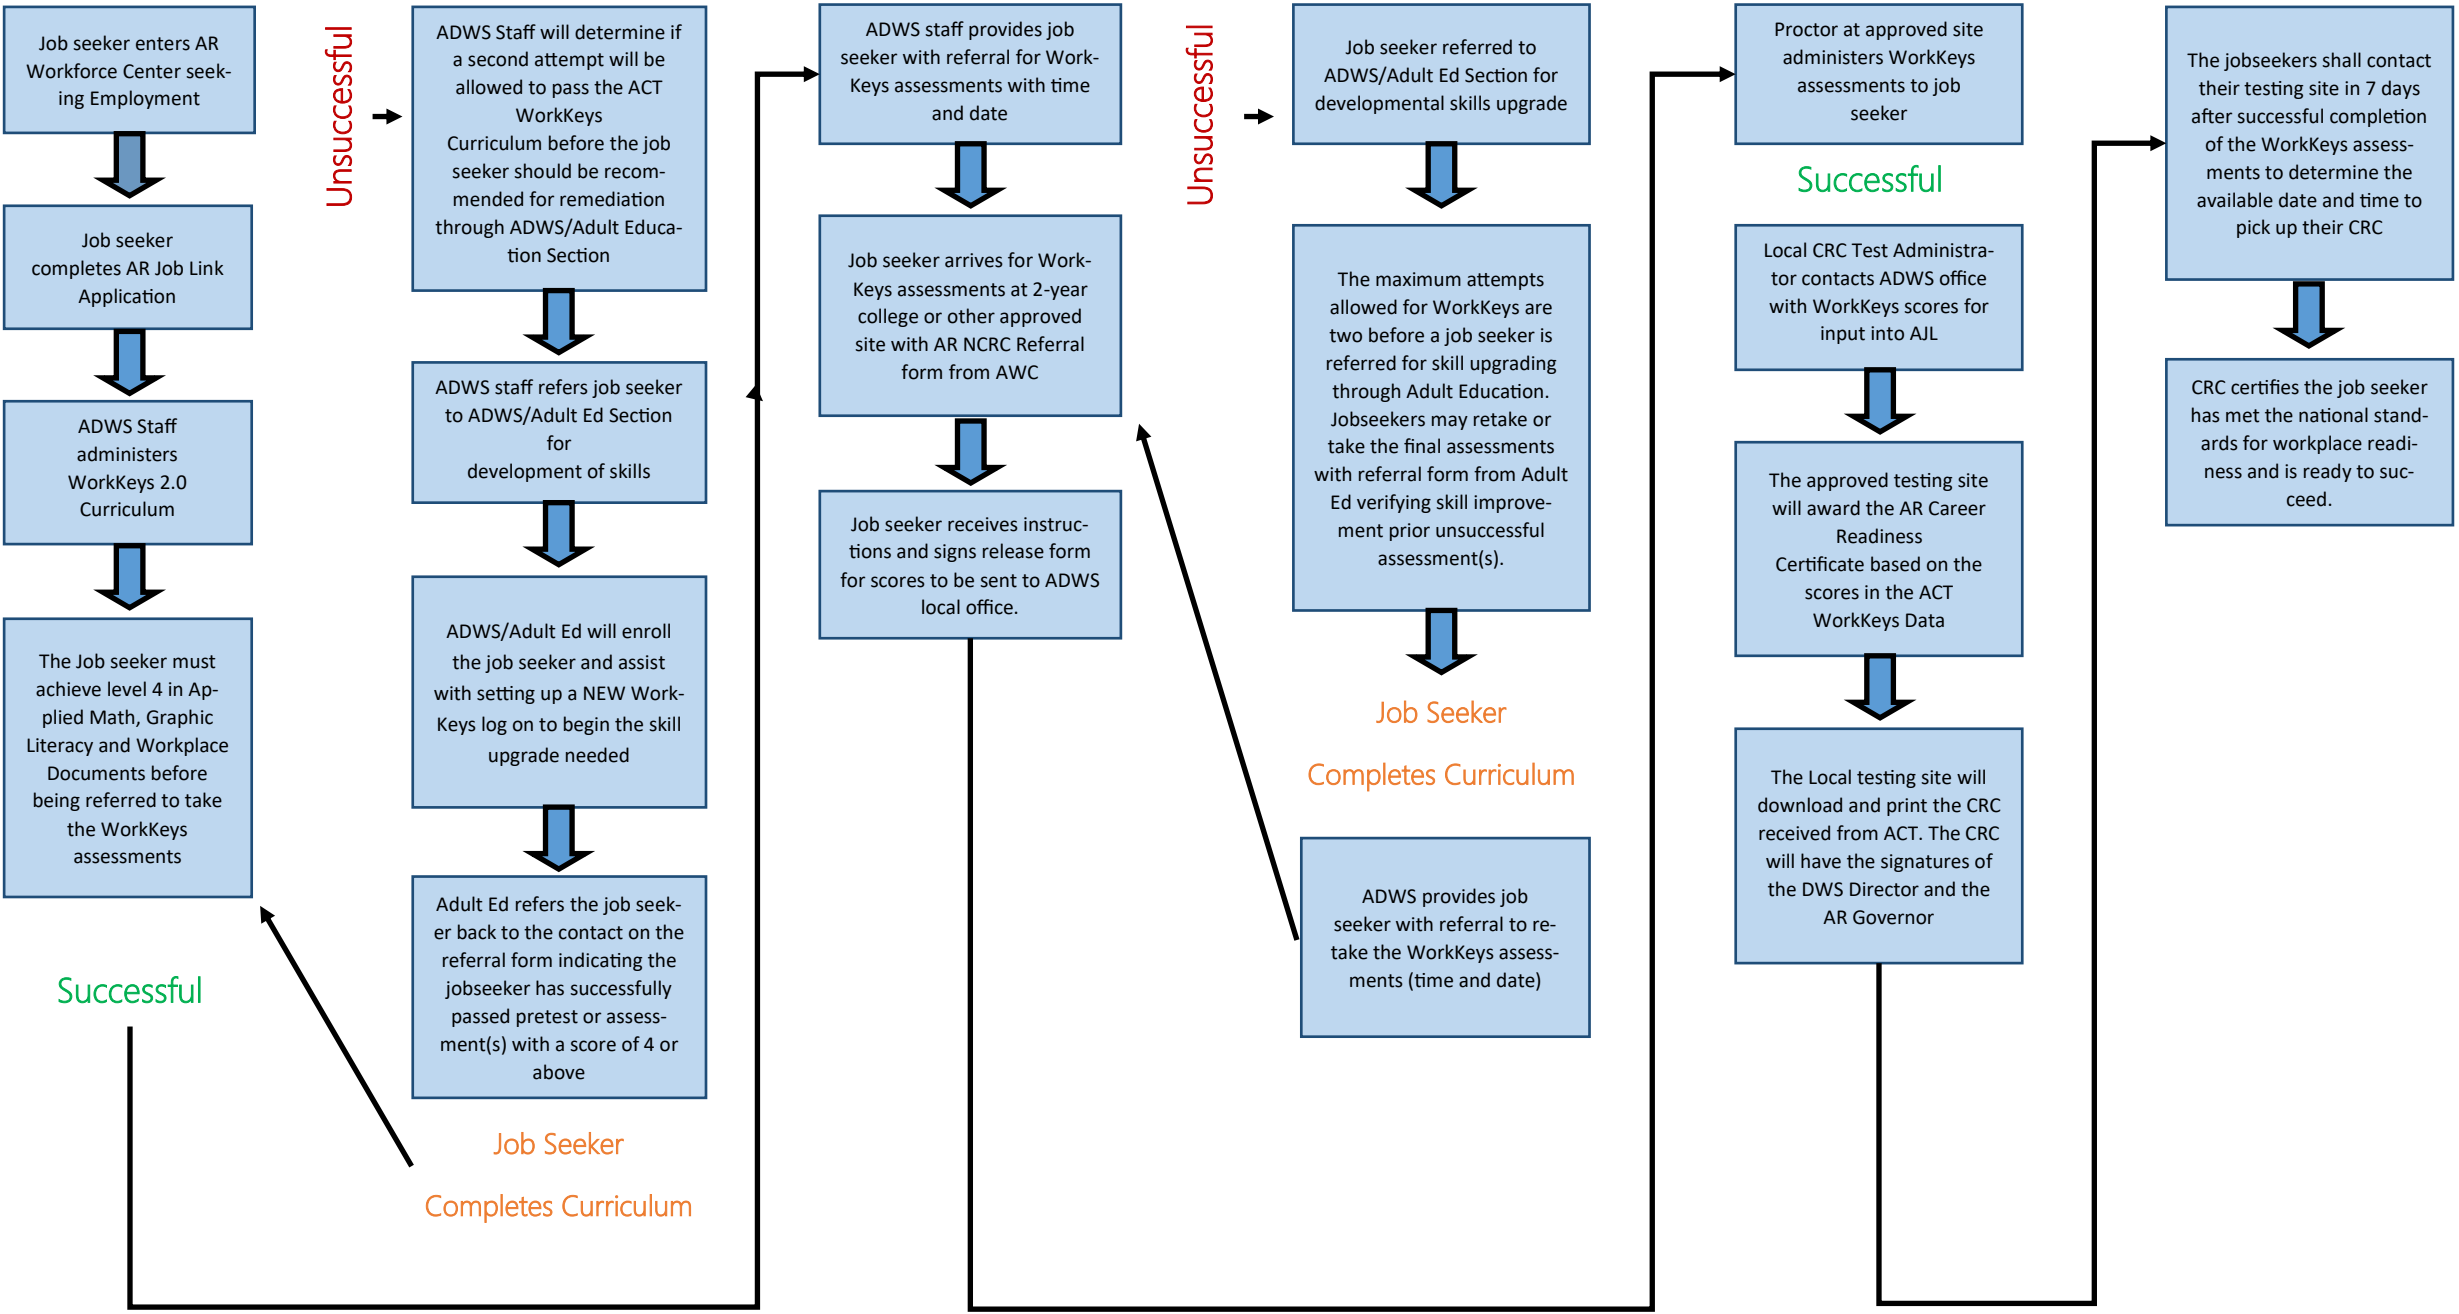 Job seeker enters AR
Workforce Center seek-
ing Employment
Job seeker
completes AR Job Link
Application
ADWS Staff
administers
WorkKeys 2.0
Curriculum
The Job seeker must
achieve level 4 in Ap-
plied Math, Graphic
Literacy and Workplace
Documents before
being referred to take
the WorkKeys
assessments
Successful
Unsuccessful
ADWS Staff will determine if
a second attempt will be
allowed to pass the ACT
WorkKeys
Curriculum before the job
seeker should be recom-
mended for remediation
through ADWS/Adult Educa-
tion Section
ADWS staff refers job seeker
to ADWS/Adult Ed Section
for
development of skills
ADWS/Adult Ed will enroll
the job seeker and assist
with setting up a NEW Work-
Keys log on to begin the skill
upgrade needed
Adult Ed refers the job seek-
er back to the contact on the
referral form indicating the
jobseeker has successfully
passed pretest or assess-
ment(s) with a score of 4 or
above
Job Seeker
Completes Curriculum
ADWS staff provides job
seeker with referral for Work-
Keys assessments with time
and date
Job seeker arrives for Work-
Keys assessments at 2-year
college or other approved
site with AR NCRC Referral
form from AWC
Job seeker receives instruc-
tions and signs release form
for scores to be sent to ADWS
local office.
Unsuccessful
Job seeker referred to
ADWS/Adult Ed Section for
developmental skills upgrade
The maximum attempts
allowed for WorkKeys are
two before a job seeker is
referred for skill upgrading
through Adult Education.
Jobseekers may retake or
take the final assessments
with referral form from Adult
Ed verifying skill improve-
ment prior unsuccessful
assessment(s).
Job Seeker
Completes Curriculum
ADWS provides job
seeker with referral to re-
take the WorkKeys assess-
ments (time and date)
Proctor at approved site
administers WorkKeys
assessments to job
seeker
Successful
Local CRC Test Administra-
tor contacts ADWS office
with WorkKeys scores for
input into AJL
The approved testing site
will award the AR Career
Readiness
Certificate based on the
scores in the ACT
WorkKeys Data
The Local testing site will
download and print the CRC
received from ACT. The CRC
will have the signatures of
the DWS Director and the
AR Governor
The jobseekers shall contact
their testing site in 7 days
after successful completion
of the WorkKeys assess-
ments to determine the
available date and time to
pick up their CRC
CRC certifies the job seeker
has met the national stand-
ards for workplace readi-
ness and is ready to suc-
ceed.